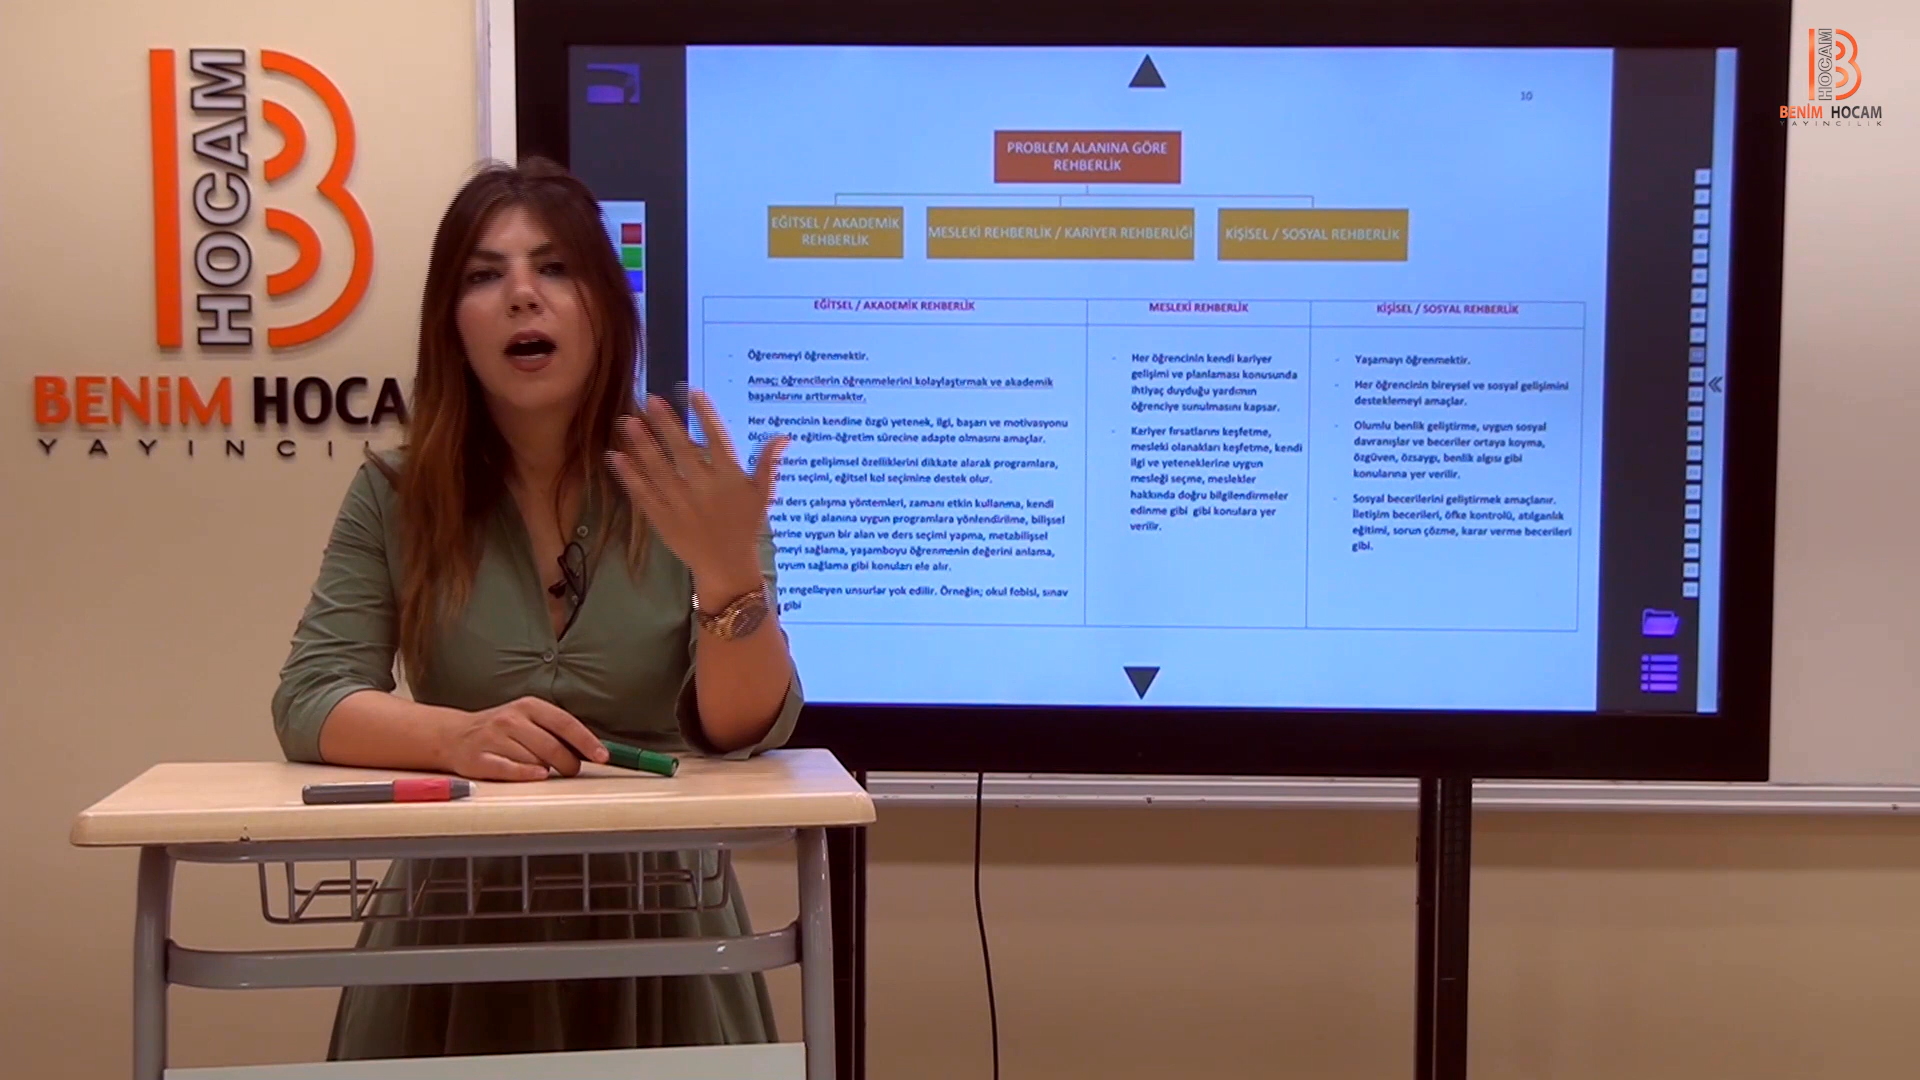 HOCAM
BENİM HOCA
YAYINCILI
HOCAM
BENİM HOCAM
YAYINCILIK
10
PROBLEM ALANINA GÖRE
REHBERLİK
EĞİTSEL / AKADEMİK
REHBERLİK
MESLEKİ REHBERLİK / KARİYER REHBERLİĞİ
KİŞİSEL / SOSYAL REHBERLİK
EĞİTSEL / AKADEMİK REHBERLİK
- Öğrenmeyi öğrenmektir.
- Amaç; öğrencilerin öğrenmelerini kolaylaştırmak ve akademik
başarılarını arttırmaktır.
Her öğrencinin kendine özgü yetenek, ilgi, başarı ve motivasyonu
eğitim-öğretim sürecine adapte olmasını amaçlar.
gelişimsel özelliklerini dikkate alarak programlara,
ders seçimi, eğitsel kol seçimine destek olur.
ders çalışma yöntemleri, zamanı etkin kullanma, kendi
ve ilgi alanına uygun programlara yönlendirilme, bilişsel
uygun bir alan ve ders seçimi yapma, metabilişsel
sağlama, yaşamboyu öğrenmenin değerini anlama,
uyum sağlama gibi konuları ele alır.
engelleyen unsurlar yok edilir. Örneğin; okul fobisi, sınav
gibi
MESLEKİ REHBERLİK
- Her öğrencinin kendi kariyer
gelişimi ve planlaması konusunda
ihtiyaç duyduğu yardımın
öğrenciye sunulmasını kapsar.
- Kariyer fırsatlarını keşfetme,
mesleki olanakları keşfetme, kendi
ilgi ve yeteneklerine uygun
mesleği seçme, meslekler
hakkında doğru bilgilendirmeler
edinme gibi gibi konulara yer
verilir.
KİŞİSEL / SOSYAL REHBERLİK
- Yaşamayı öğrenmektir.
- Her öğrencinin bireysel ve sosyal gelişimini
desteklemeyi amaçlar.
- Olumlu benlik geliştirme, uygun sosyal
davranışlar ve beceriler ortaya koyma,
özgüven, özsaygı, benlik algısı gibi
konularına yer verilir.
- Sosyal becerilerini geliştirmek amaçlanır.
İletişim becerileri, öfke kontrolü, atılganlık
eğitimi, sorun çözme, karar verme becerileri
gibi.